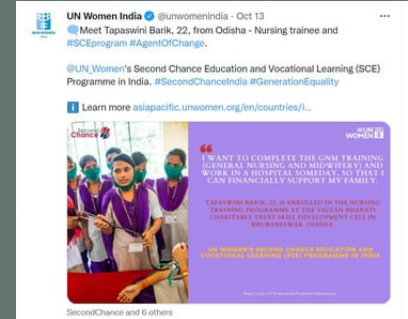 UN Women India @unwomenindia · Oct 13
Meet Tapaswini Barik, 22, from Odisha - Nursing trainee and
#SCEprogram #AgentOfChange.
@UN_Women's Second Chance Education and Vocational Learning (SCE)
Programme in India. #SecondChanceIndia #GenerationEquality
Learn more asiapacific.unwomen.org/en/countries/i...
Second
Chance
UN
WOMEN
I WANT TO COMPLETE THE GNM TRAINING
(GENERAL NURSING AND MIDWIFERY) AND
WORK IN A HOSPITAL SOMEDAY, SO THAT I
CAN FINANCIALLY SUPPORT MY FAMILY.
TAPASWINI BARIK, 22, IS ENROLLED IN THE NURSING
TRAINING PROGRAMME AT THE VIGYAN BHARATI
CHARITABLE TRUST SKILL DEVELOPMENT CELL IN
BHUBANESWAR, ODISHA.
UN WOMEN'S SECOND CHANCE EDUCATION AND
VOCATIONAL LEARNING (SCE) PROGRAMME IN INDIA
SecondChance and 6 others